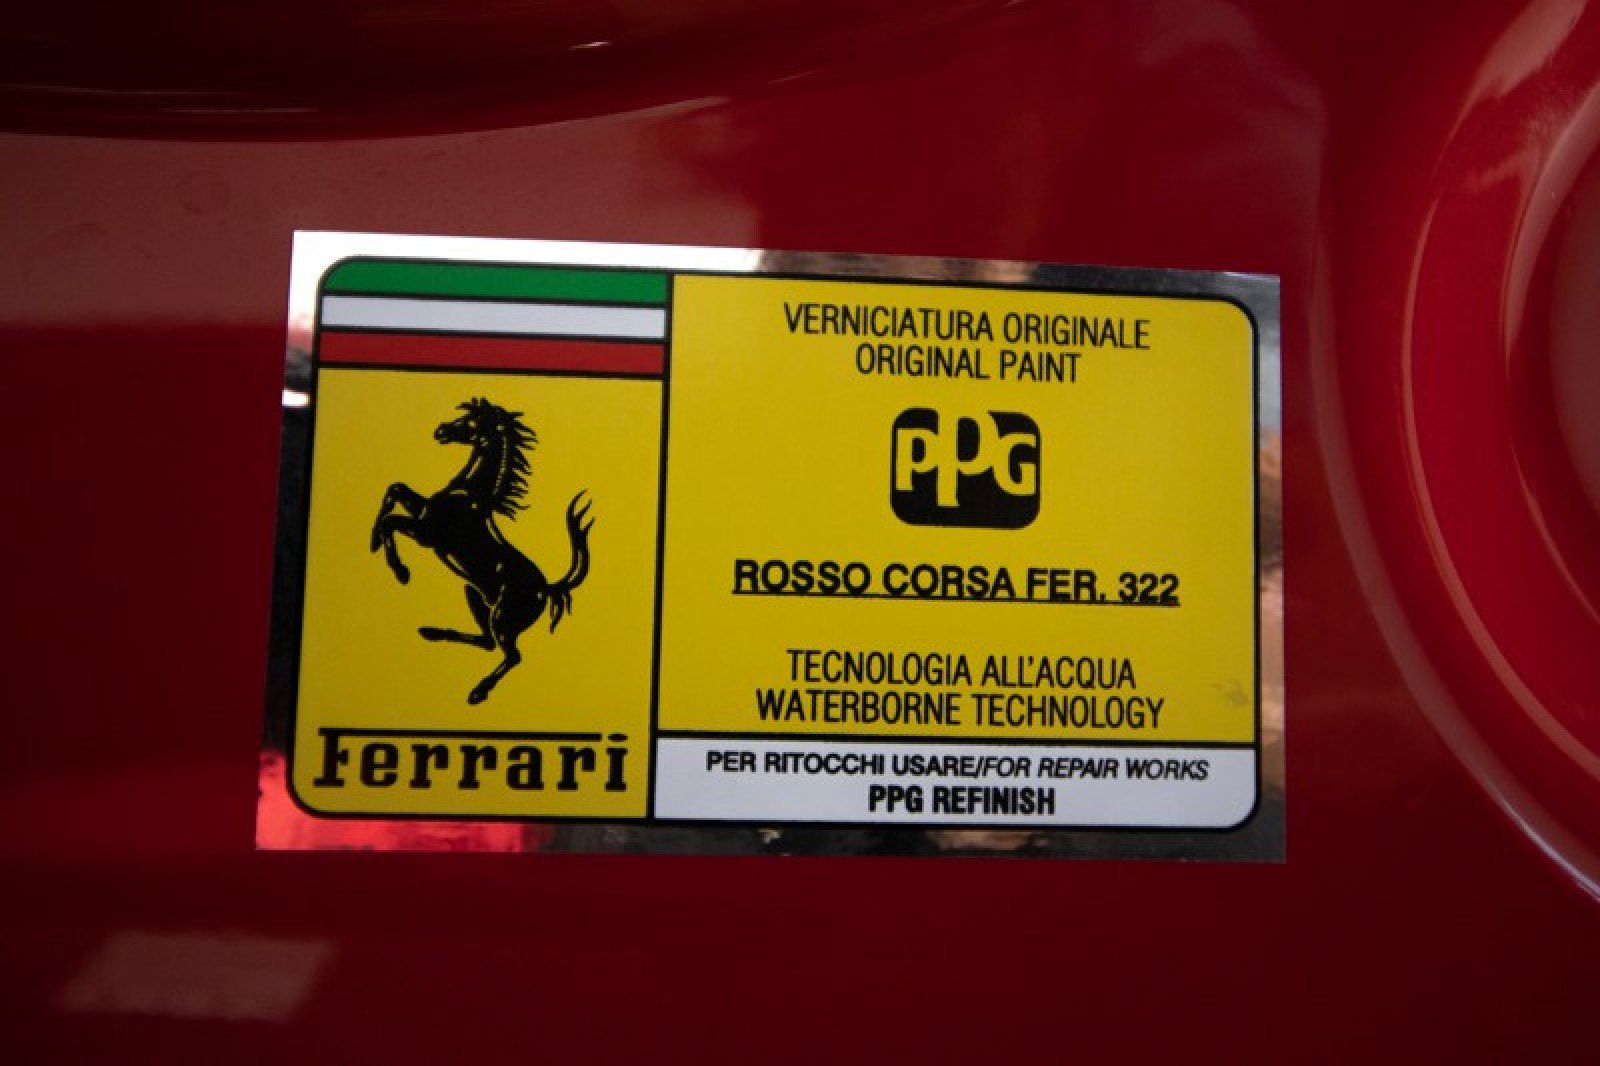 VERNICIATURA ORIGINALE
ORIGINAL PAINT
PPG
ROSSO CORSA FER. 322
TECNOLOGIA ALL'ACQUA
WATERBORNE TECHNOLOGY
Ferrari
PER RITOCCHI USARE/FOR REPAIR WORKS
PPG REFINISH